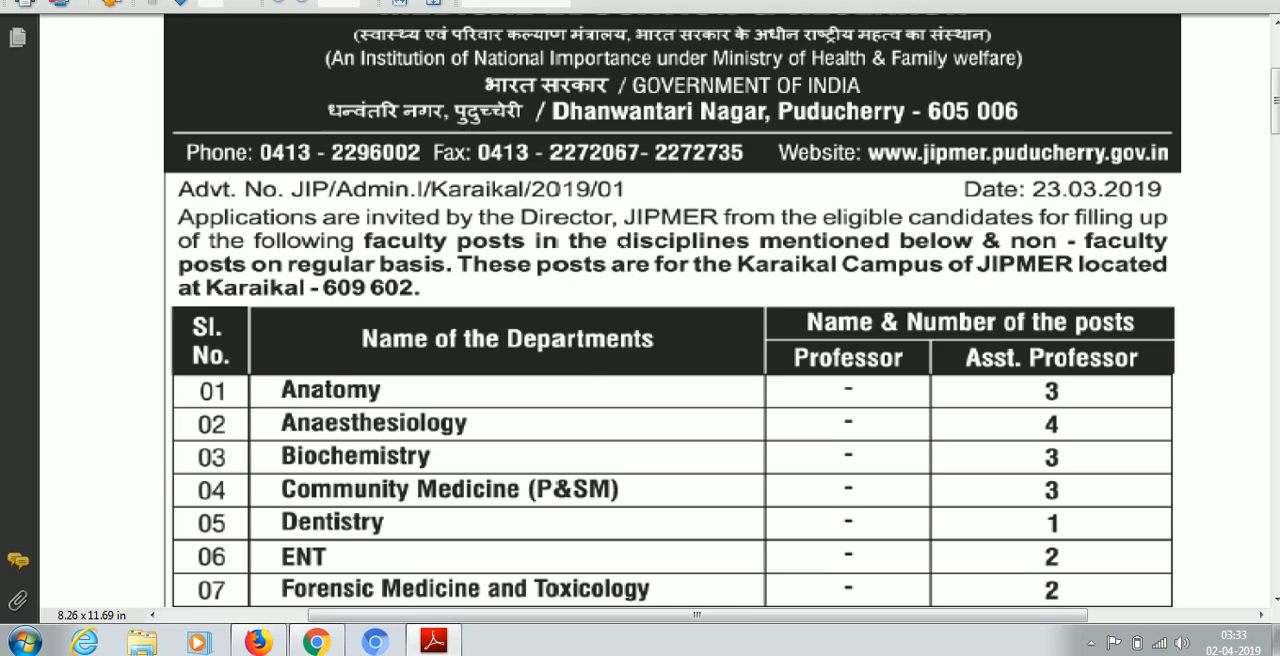 (स्वास्थ्य एवं परिवार कल्याण मंत्रालय, भारत सरकार के अधीन राष्ट्रीय महत्व का संस्थान)
(An Institution of National Importance under Ministry of Health & Family welfare)
भारत सरकार / GOVERNMENT OF INDIA
धन्वंतरि नगर, पुदुच्चेरी / Dhanwantari Nagar, Puducherry - 605 006
Phone: 0413 - 2296002 Fax: 0413 - 2272067- 2272735 Website: www.jipmer.puducherry.gov.in
Advt. No. JIP/Admin.I/Karaikal/2019/01 Date: 23.03.2019
Applications are invited by the Director, JIPMER from the eligible candidates for filling up
of the following faculty posts in the disciplines mentioned below & non - faculty
posts on regular basis. These posts are for the Karaikal Campus of JIPMER located
at Karaikal - 609 602.
Sl. No. Name of the Departments Name & Number of the posts
Professor Asst. Professor
01 Anatomy - 3
02 Anaesthesiology - 4
03 Biochemistry - 3
04 Community Medicine (P&SM) - 3
05 Dentistry - 1
06 ENT - 2
07 Forensic Medicine and Toxicology - 2
8.26 x 11.69 in
03:33
02-04-2019